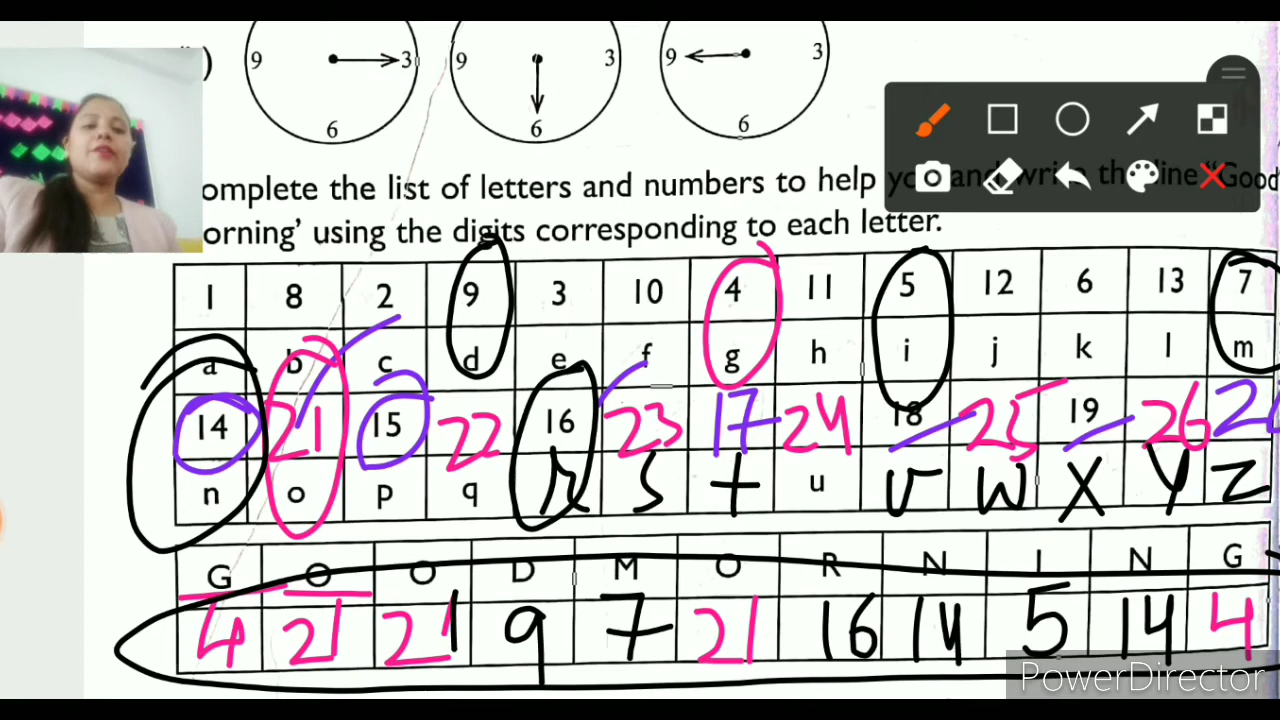 )
9 3 9 3 9 3
6 6 6
omplete the list of letters and numbers to help you and write the line "Good
orning' using the digits corresponding to each letter.
1 8 2 9 3 10 4 11 5 12 6 13 7
a b c d e f g h i j k l m
14 21 15 22 16 23 17 24 18 25 19 26
n o p q r s t u v w x y z
G O O D M O R N I N G
4 21 21 9 7 21 16 14 5 14 4
PowerDirector